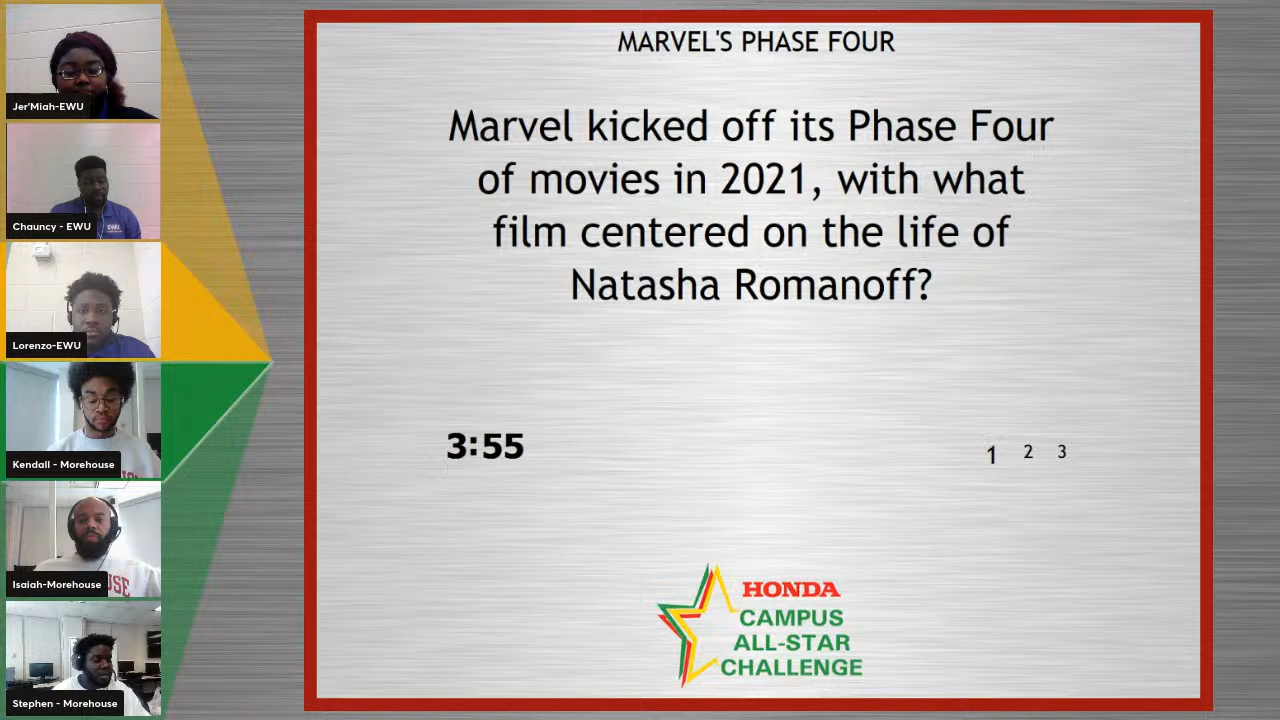 Jer'Miah-EWU
Chauncy - EWU
Lorenzo-EWU
Kendall - Morehouse
Isaiah-Morehouse
Stephen - Morehouse
MARVEL'S PHASE FOUR
Marvel kicked off its Phase Four
of movies in 2021, with what
film centered on the life of
Natasha Romanoff?
3:55
1 2 3
HONDA
CAMPUS
ALL-STAR
CHALLENGE